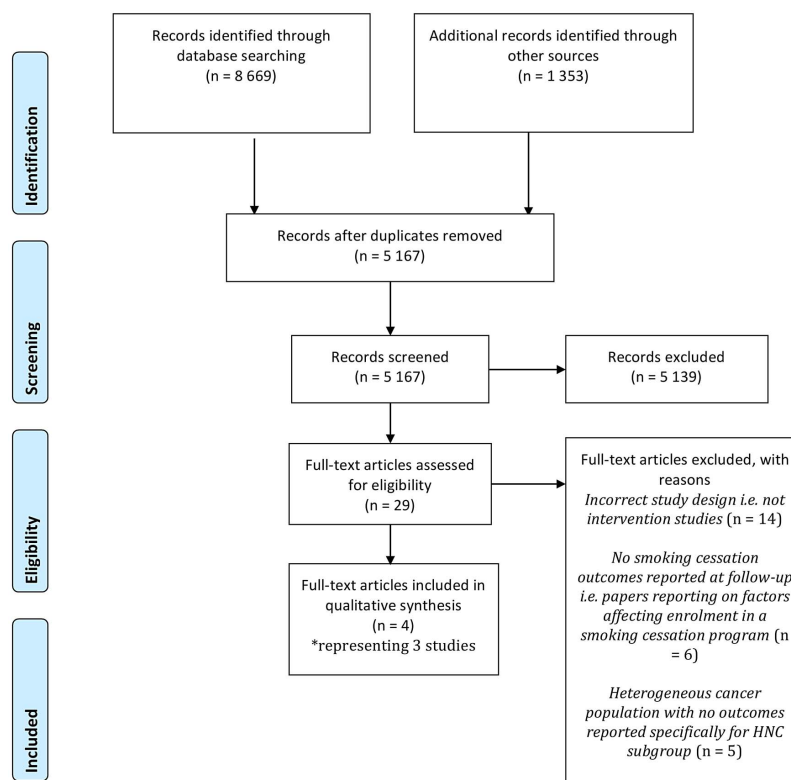 Identification
Records identified through
database searching
(n = 8 669)
Additional records identified through
other sources
(n = 1 353)
Records after duplicates removed
(n = 5 167)
Screening
Records screened
(n = 5 167)
Records excluded
(n = 5 139)
Eligibility
Full-text articles assessed
for eligibility
(n = 29)
Full-text articles excluded, with
reasons
Incorrect study design i.e. not
intervention studies (n = 14)
No smoking cessation
outcomes reported at follow-up
i.e. papers reporting on factors
affecting enrolment in a
smoking cessation program (n
= 6)
Heterogeneous cancer
population with no outcomes
reported specifically for HNC
subgroup (n = 5)
Included
Full-text articles included in
qualitative synthesis
(n = 4)
*representing 3 studies